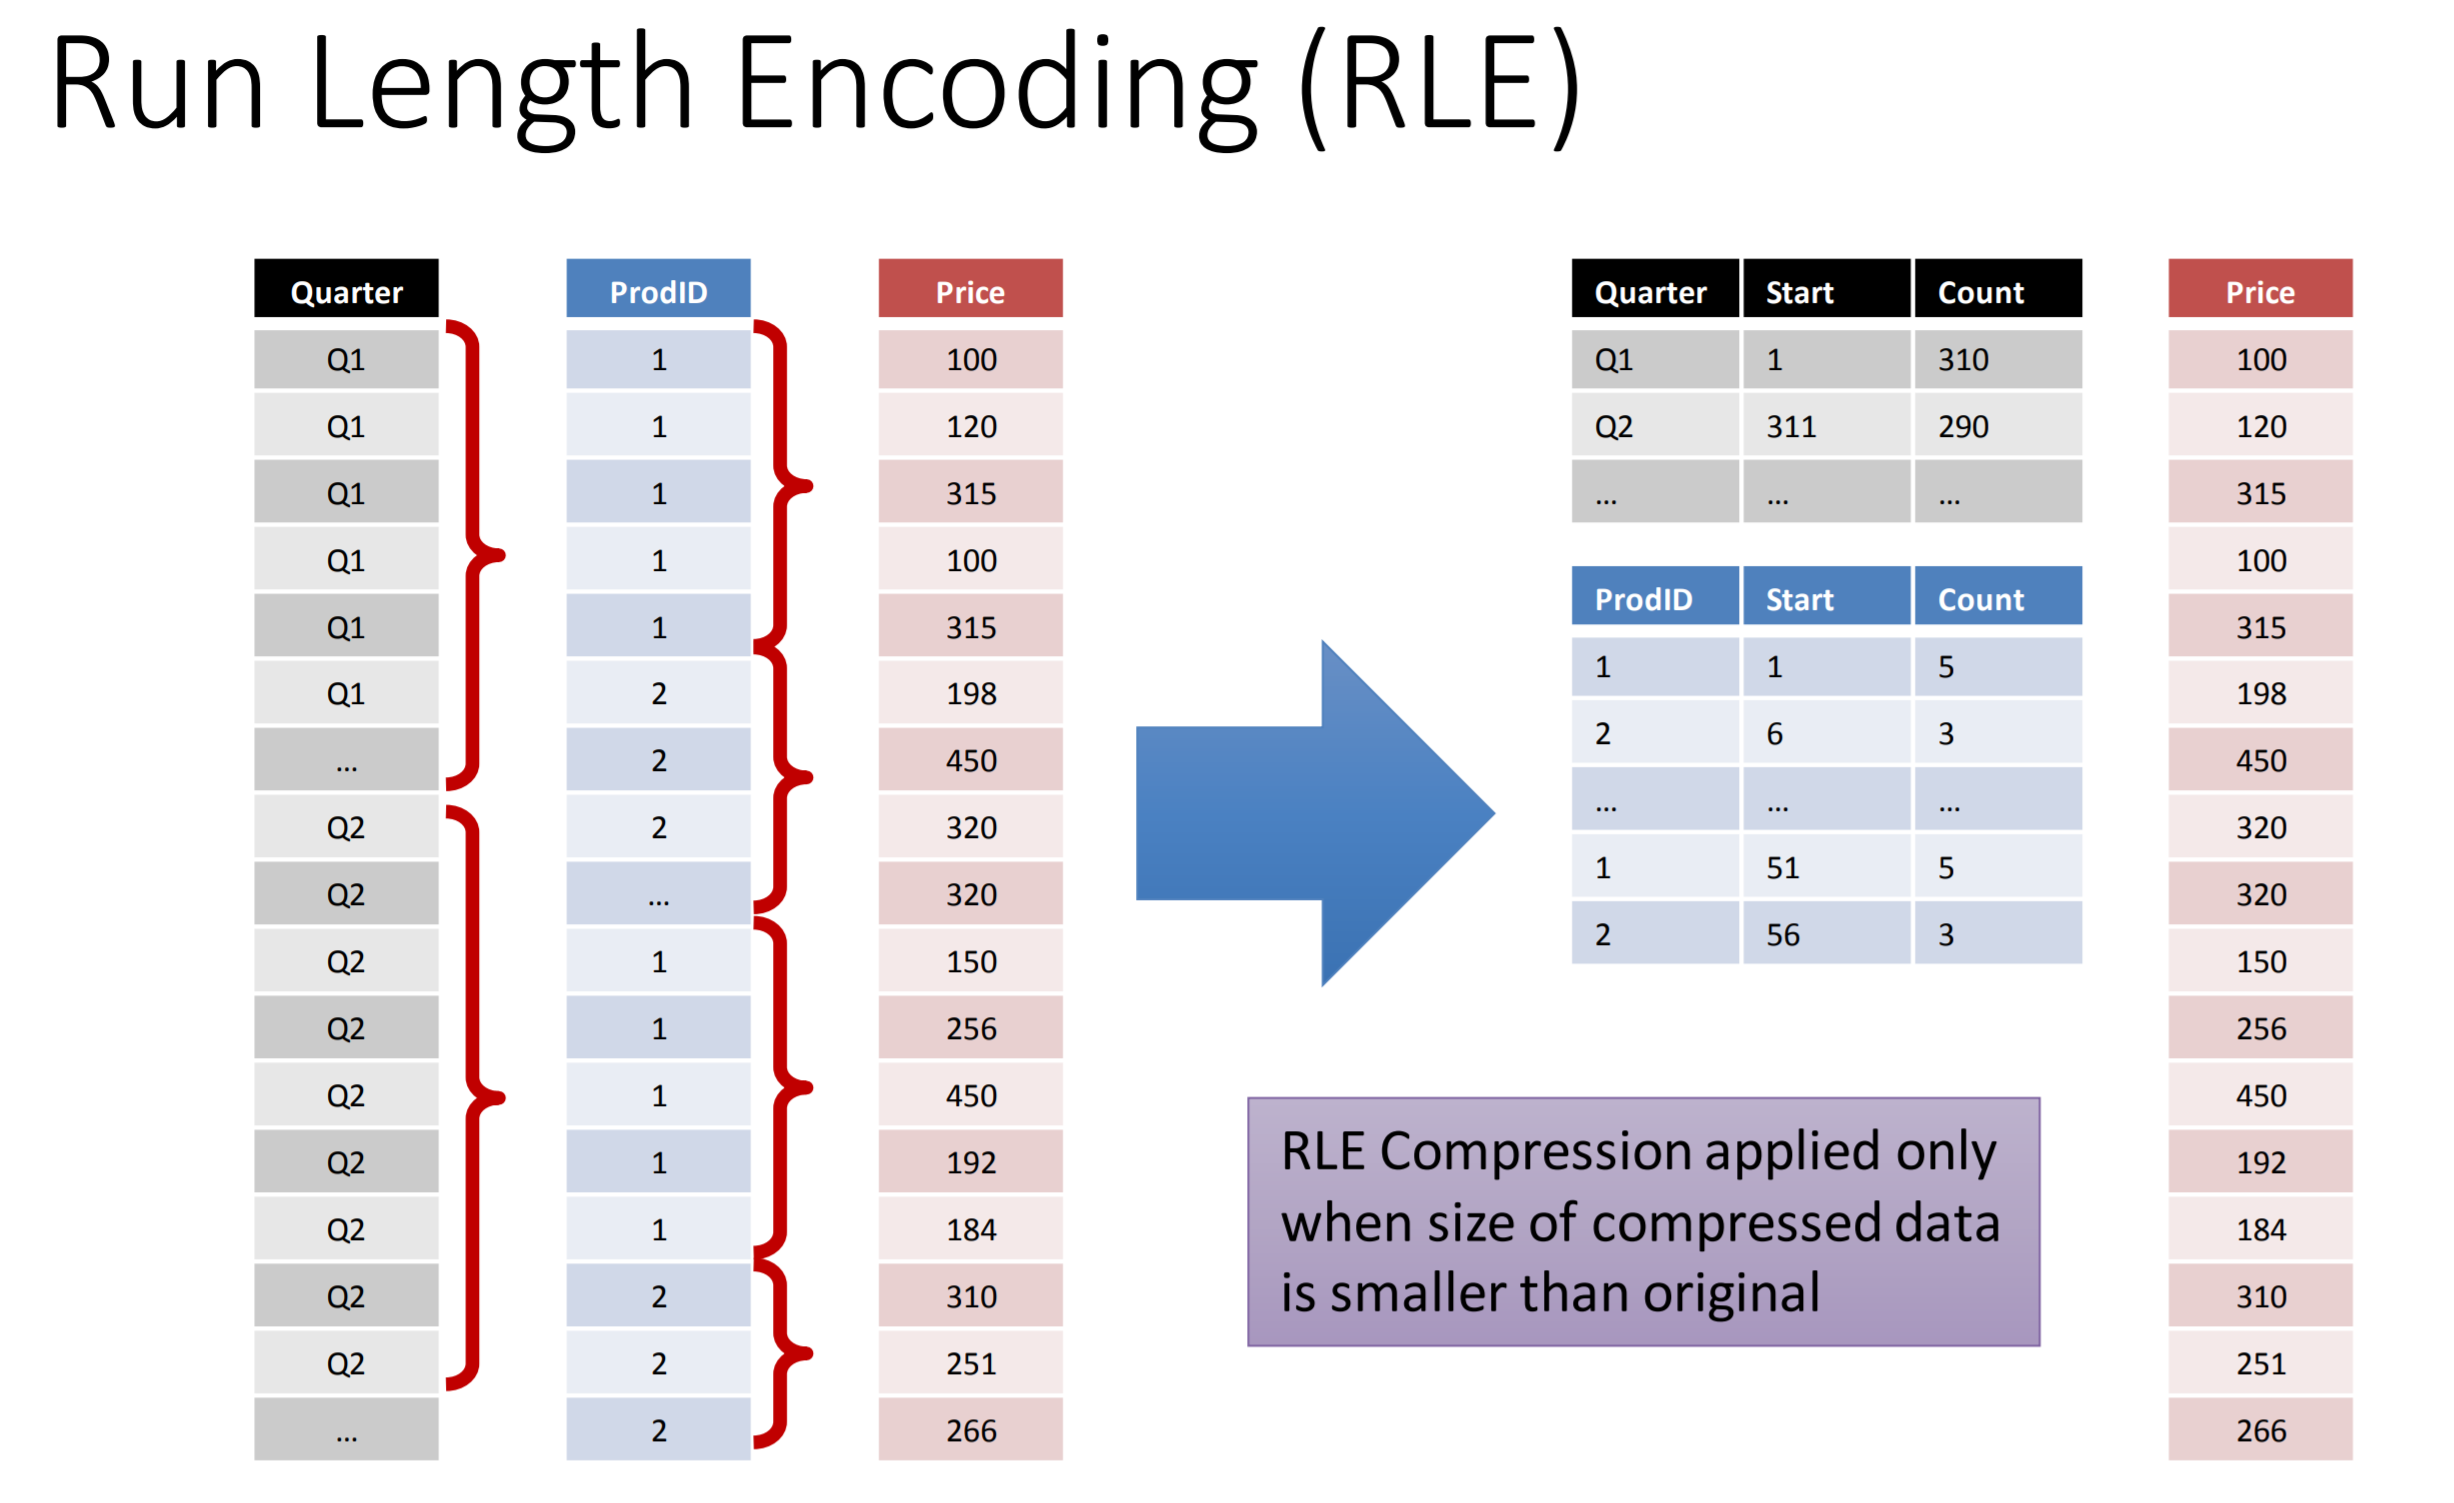 Run Length Encoding (RLE)
Quarter ProdID Price
Q1 1 100
Q1 1 120
Q1 1 315
Q1 1 100
Q1 1 315
Q1 2 198
... 2 450
Q2 2 320
Q2 ... 320
Q2 1 150
Q2 1 256
Q2 1 450
Q2 1 192
Q2 1 184
Q2 2 310
Q2 2 251
... 2 266
Quarter Start Count
Q1 1 310
Q2 311 290
... ... ...
ProdID Start Count
1 1 5
2 6 3
... ... ...
1 51 5
2 56 3
RLE Compression applied only
when size of compressed data
is smaller than original
Price
100
120
315
100
315
198
450
320
320
150
256
450
192
184
310
251
266